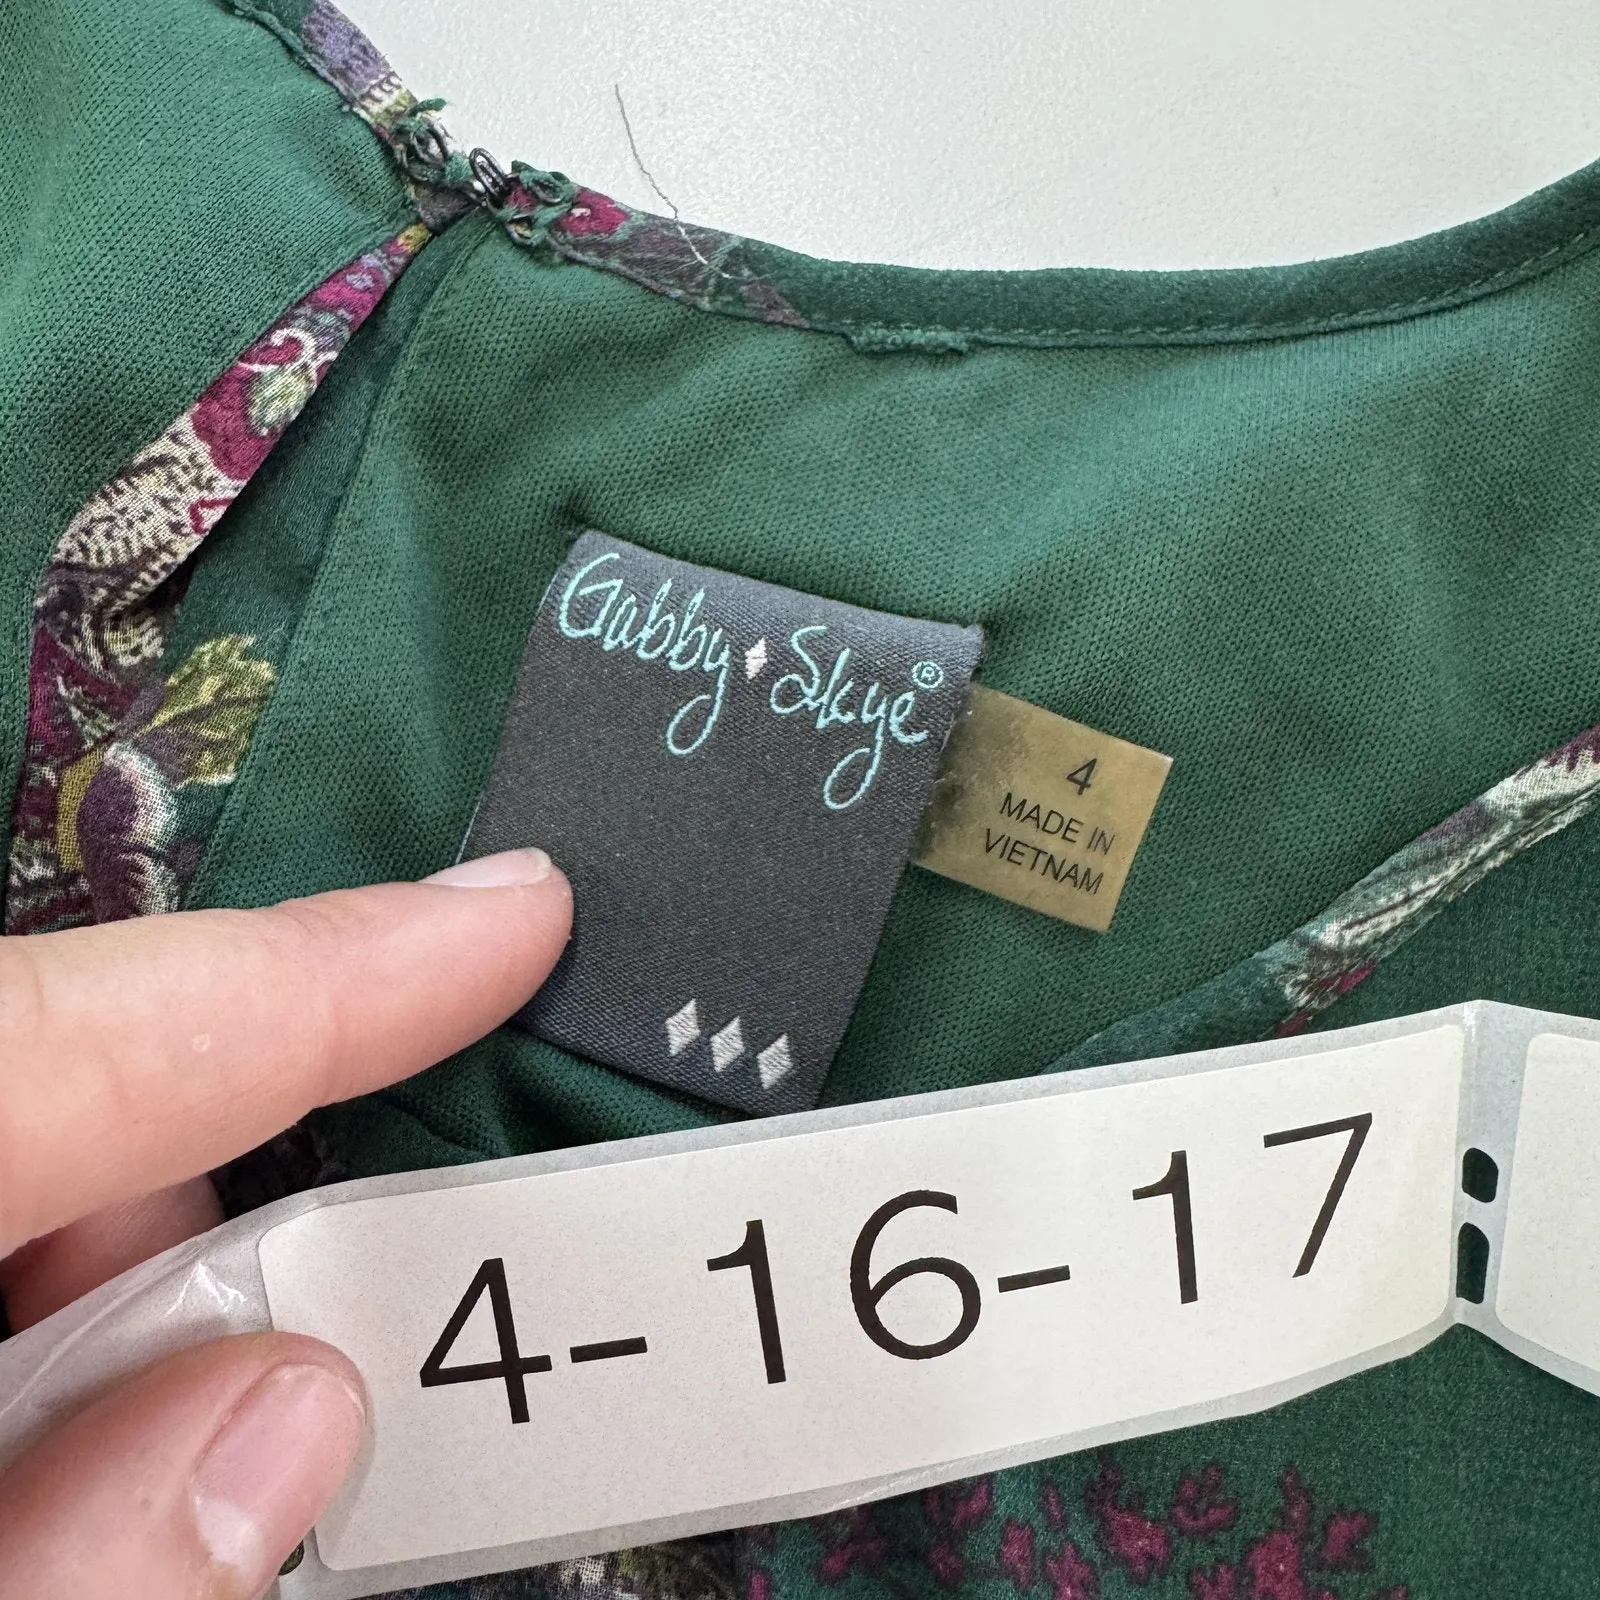 Gabby Skye®
4
MADE IN
VIETNAM
4-16-17